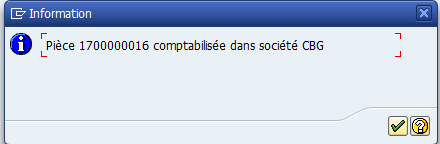 Information
Pièce 1700000016 comptabilisée dans société CBG